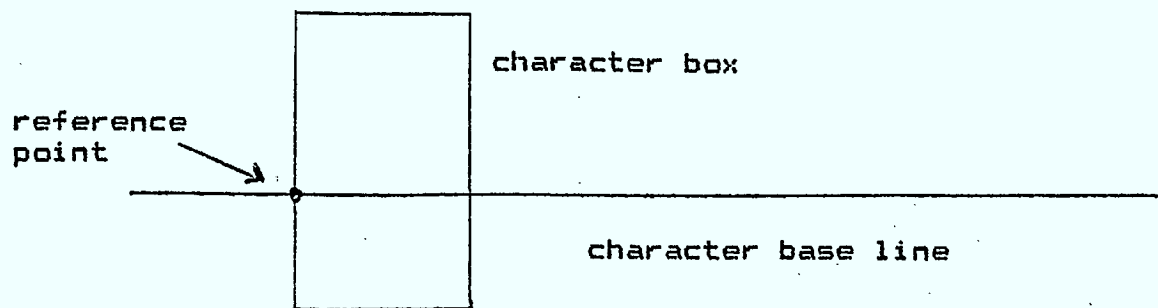 character box
reference
point
character base line